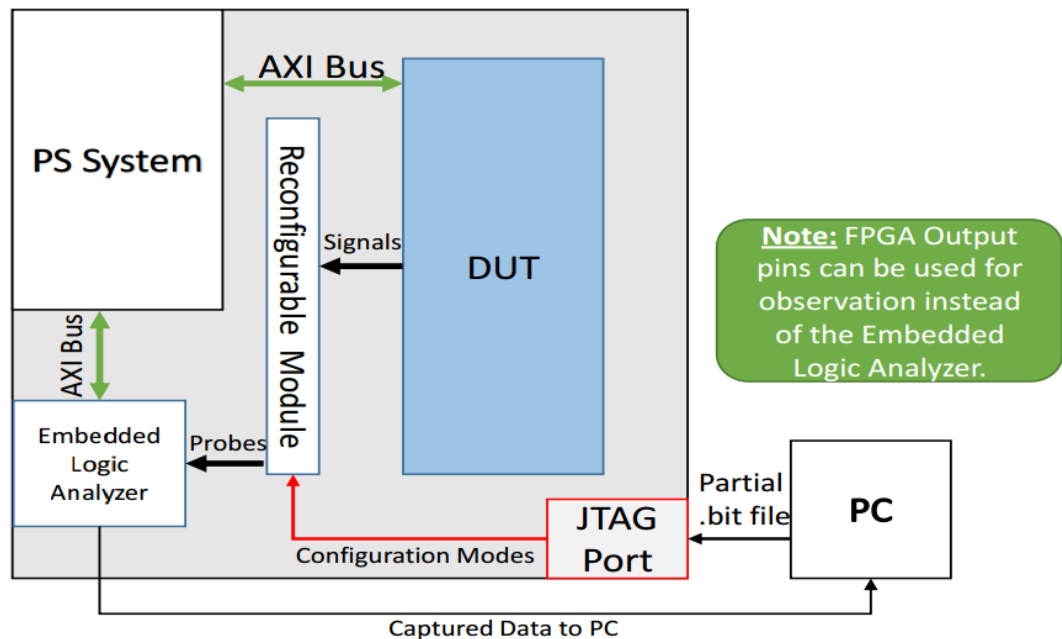 AXI Bus
PS System
Reconfigurable Module
Signals
DUT
Note: FPGA Output
pins can be used for
observation instead
of the Embedded
Logic Analyzer.
AXI Bus
Embedded
Logic
Analyzer
Probes
Configuration Modes
JTAG
Port
Partial
.bit file
PC
Captured Data to PC